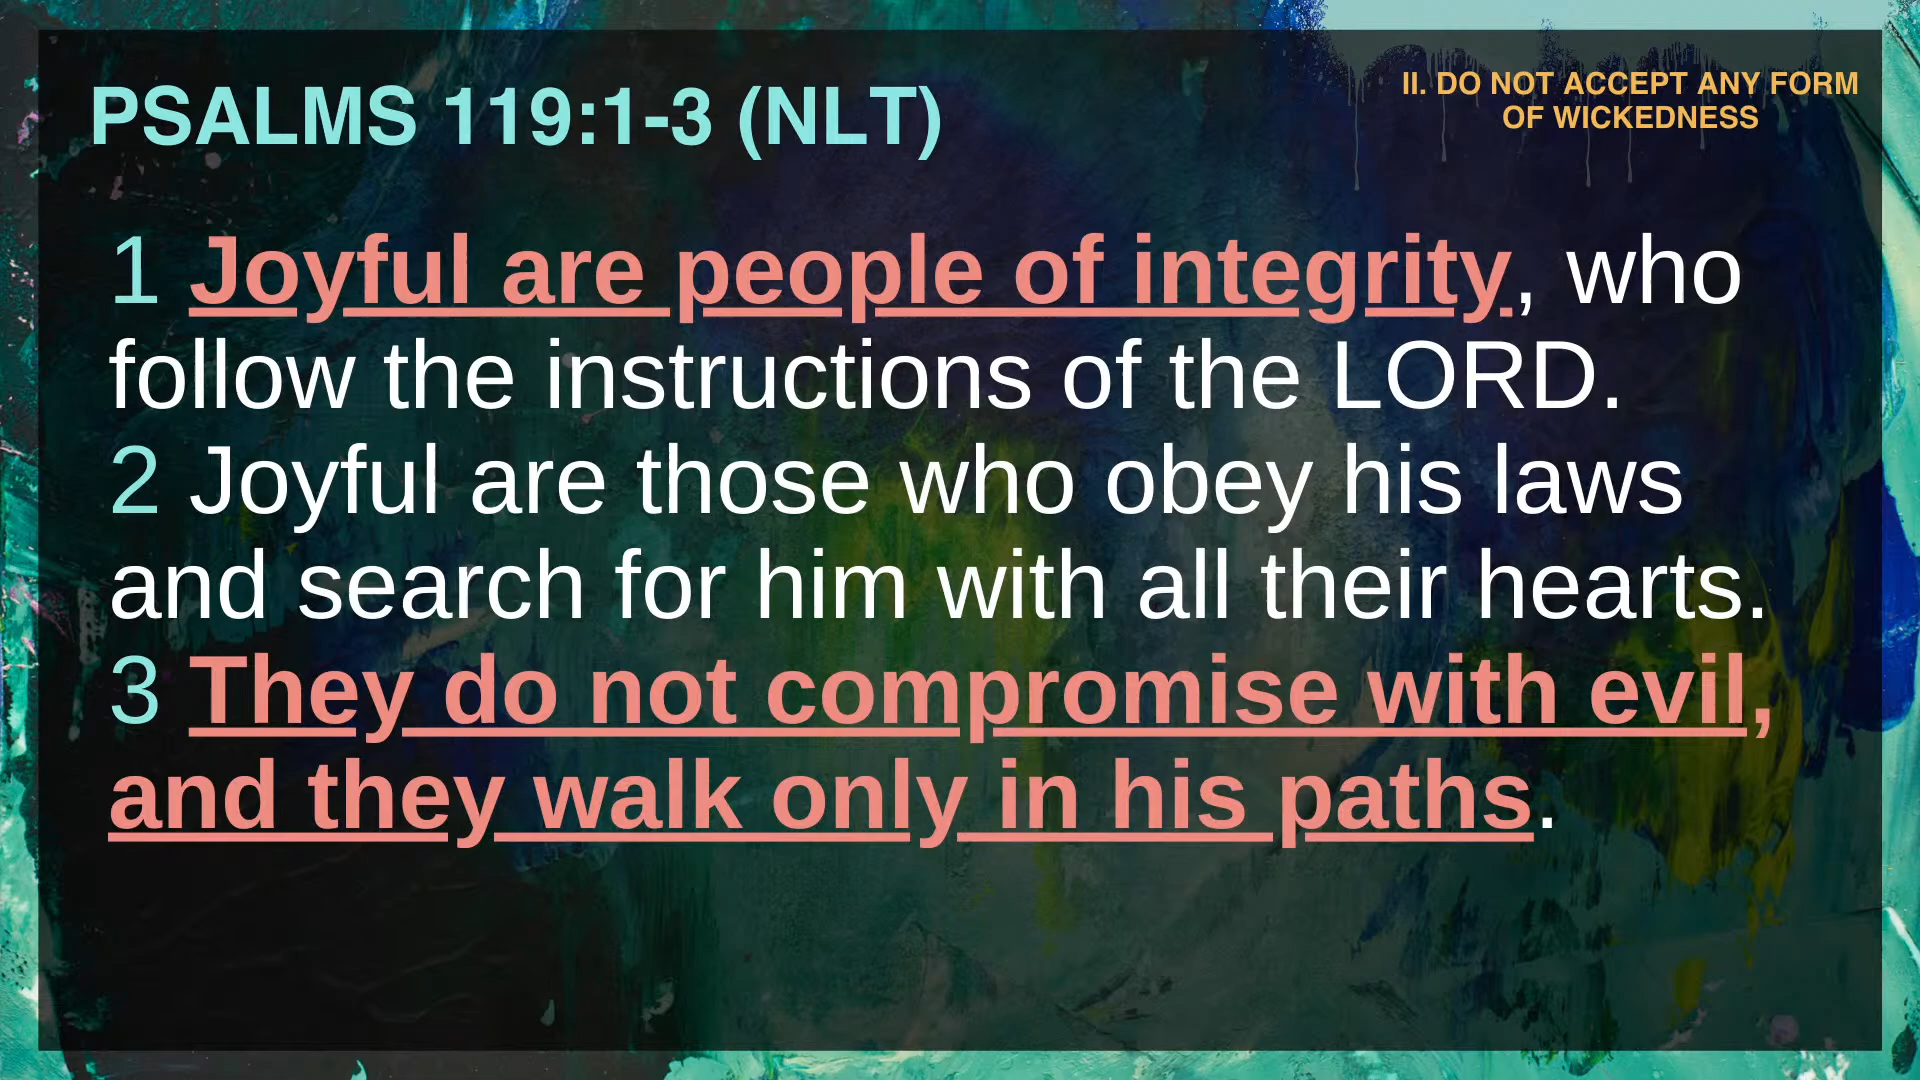 PSALMS 119:1-3 (NLT)
II. DO NOT ACCEPT ANY FORM
OF WICKEDNESS
1 Joyful are people of integrity, who
follow the instructions of the LORD.
2 Joyful are those who obey his laws
and search for him with all their hearts.
3 They do not compromise with evil,
and they walk only in his paths.